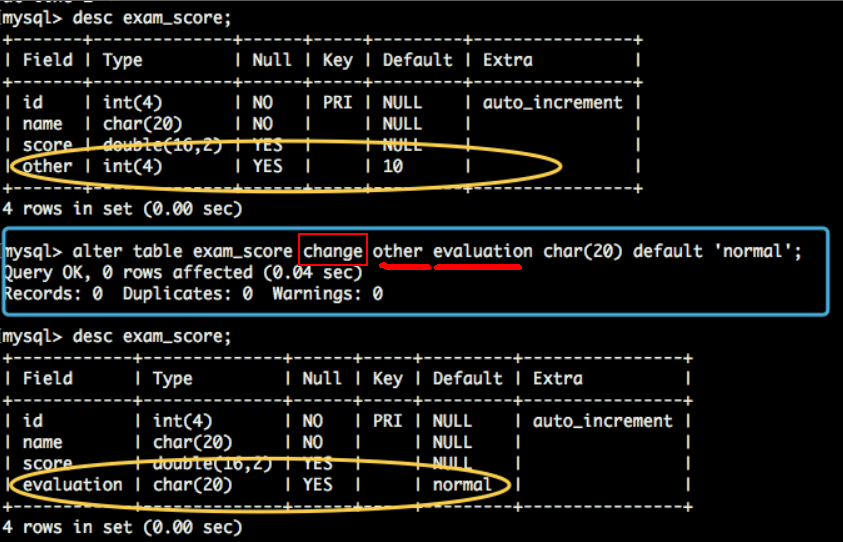 mysql> desc exam_score;
+-------+--------------+------+-----+---------+----------------+
| Field | Type         | Null | Key | Default | Extra          |
+-------+--------------+------+-----+---------+----------------+
| id    | int(4)       | NO   | PRI | NULL    | auto_increment |
| name  | char(20)     | NO   |     | NULL    |                |
| score | double(16,2) | YES  |     | NULL    |                |
| other | int(4)       | YES  |     | 10      |                |
+-------+--------------+------+-----+---------+----------------+
4 rows in set (0.00 sec)
mysql> alter table exam_score change other evaluation char(20) default 'normal';
Query OK, 0 rows affected (0.04 sec)
Records: 0  Duplicates: 0  Warnings: 0
mysql> desc exam_score;
+------------+--------------+------+-----+---------+----------------+
| Field      | Type         | Null | Key | Default | Extra          |
+------------+--------------+------+-----+---------+----------------+
| id         | int(4)       | NO   | PRI | NULL    | auto_increment |
| name       | char(20)     | NO   |     | NULL    |                |
| score      | double(16,2) | YES  |     | NULL    |                |
| evaluation | char(20)     | YES  |     | normal  |                |
+------------+--------------+------+-----+---------+----------------+
4 rows in set (0.00 sec)